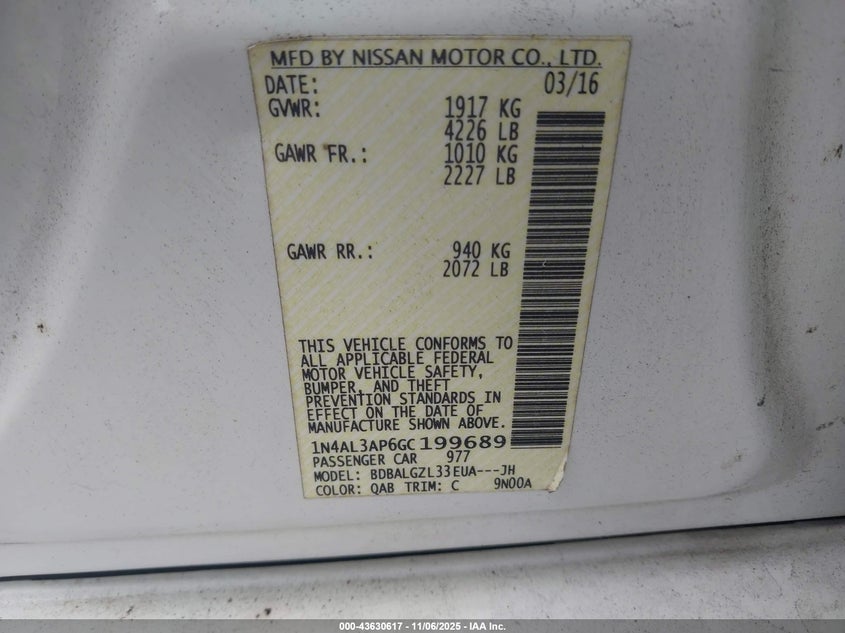 MFD BY NISSAN MOTOR CO., LTD.
DATE: 03/16
GVWR: 1917 KG
4226 LB
GAWR FR.: 1010 KG
2227 LB
GAWR RR.: 940 KG
2072 LB
THIS VEHICLE CONFORMS TO
ALL APPLICABLE FEDERAL
MOTOR VEHICLE SAFETY,
BUMPER, AND THEFT
PREVENTION STANDARDS IN
EFFECT ON THE DATE OF
MANUFACTURE SHOWN ABOVE.
1N4AL3AP6GC199689
PASSENGER CAR 977
MODEL: BDBALGZL33EUA---JH
COLOR: QAB TRIM: C 9N00A
000-43630617 - 11/06/2025 - IAA Inc.